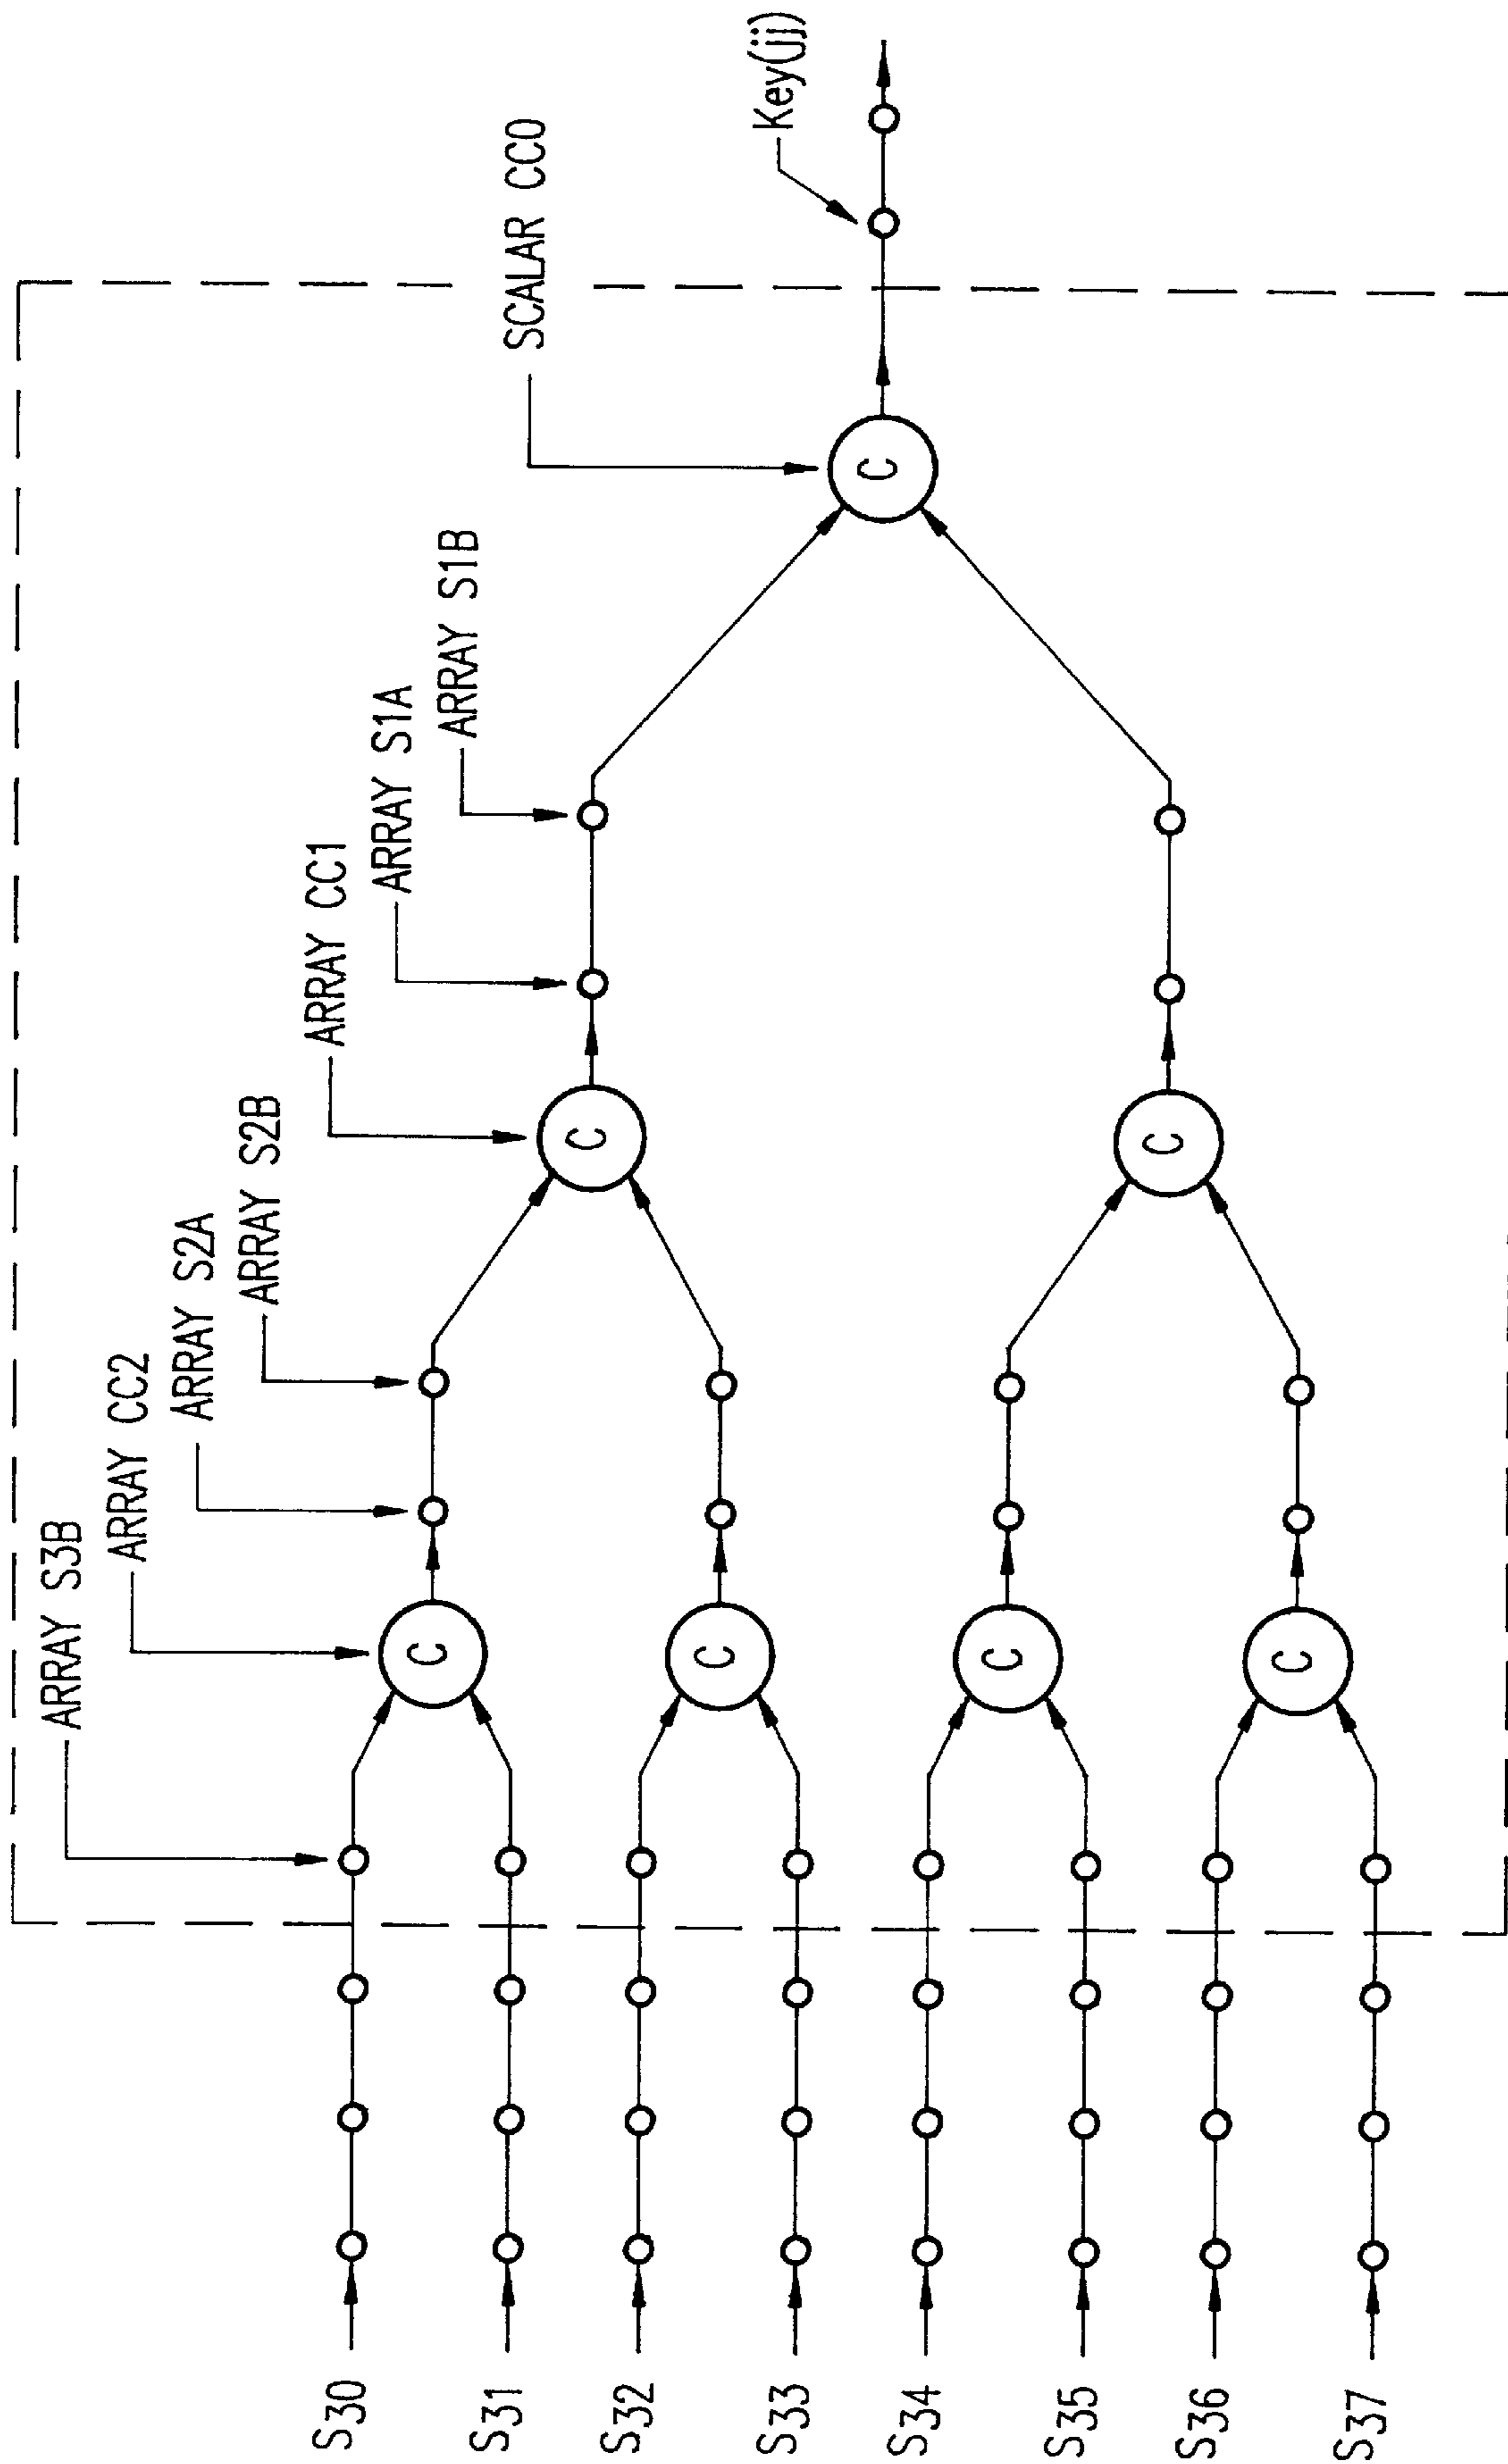 ARRAY S3B
ARRAY CC2
ARRAY S2A
ARRAY S2B
ARRAY CC1
ARRAY S1A
ARRAY S1B
SCALAR CC0
Key(jj)
S30
S31
S32
S33
S34
S35
S36
S37
C
C
C
C
C
C
C